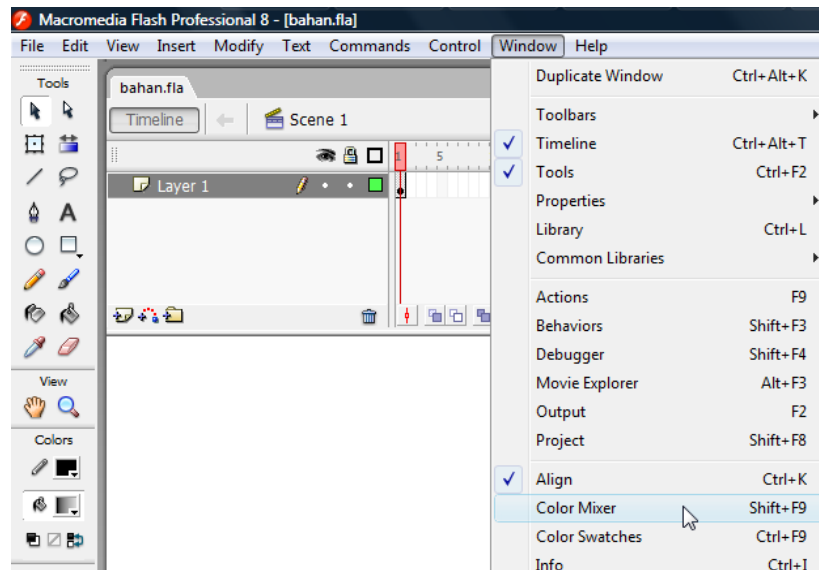 Macromedia Flash Professional 8 - [bahan.fla]
File Edit View Insert Modify Text Commands Control Window Help
Tools
bahan.fla
Timeline Scene 1
1 5
Layer 1
A
View
Colors
Duplicate Window Ctrl+Alt+K
Toolbars
Timeline Ctrl+Alt+T
Tools Ctrl+F2
Properties
Library Ctrl+L
Common Libraries
Actions F9
Behaviors Shift+F3
Debugger Shift+F4
Movie Explorer Alt+F3
Output F2
Project Shift+F8
Align Ctrl+K
Color Mixer Shift+F9
Color Swatches Ctrl+F9
Info Ctrl+I